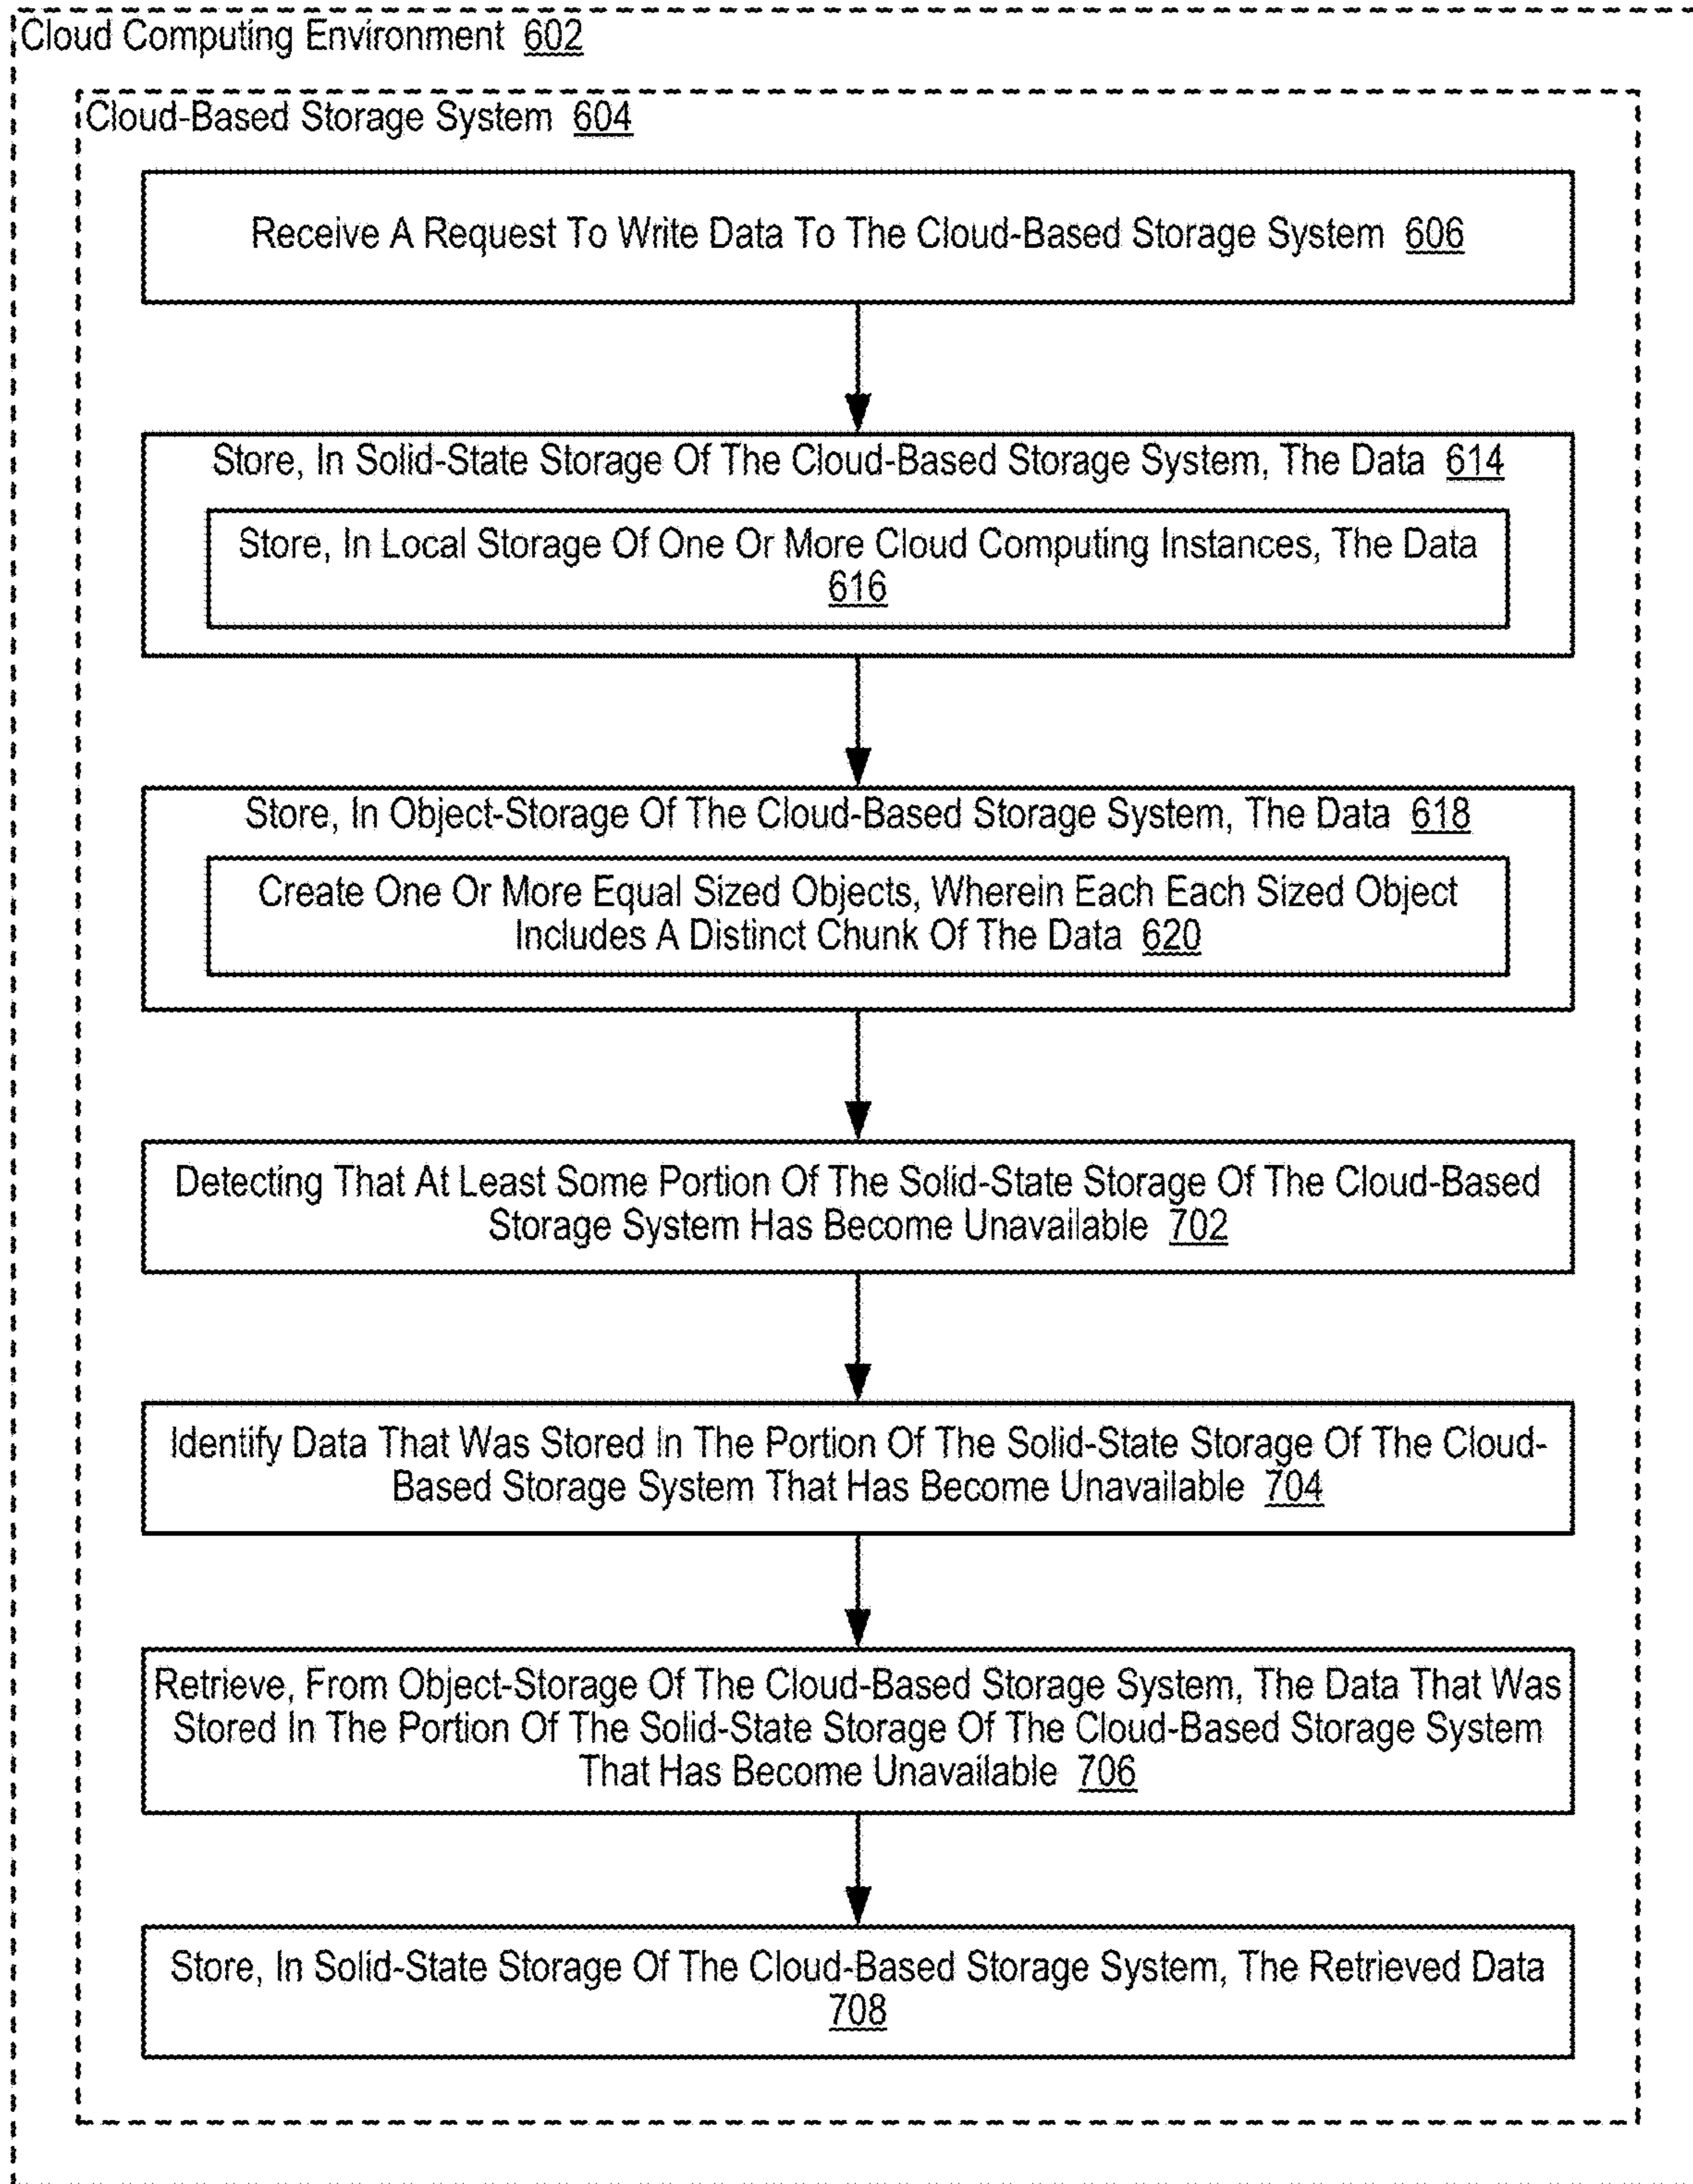 Cloud Computing Environment 602
Cloud-Based Storage System 604
Receive A Request To Write Data To The Cloud-Based Storage System 606
Store, In Solid-State Storage Of The Cloud-Based Storage System, The Data 614
Store, In Local Storage Of One Or More Cloud Computing Instances, The Data
616
Store, In Object-Storage Of The Cloud-Based Storage System, The Data 618
Create One Or More Equal Sized Objects, Wherein Each Each Sized Object
Includes A Distinct Chunk Of The Data 620
Detecting That At Least Some Portion Of The Solid-State Storage Of The Cloud-Based
Storage System Has Become Unavailable 702
Identify Data That Was Stored In The Portion Of The Solid-State Storage Of The Cloud-
Based Storage System That Has Become Unavailable 704
Retrieve, From Object-Storage Of The Cloud-Based Storage System, The Data That Was
Stored In The Portion Of The Solid-State Storage Of The Cloud-Based Storage System
That Has Become Unavailable 706
Store, In Solid-State Storage Of The Cloud-Based Storage System, The Retrieved Data
708